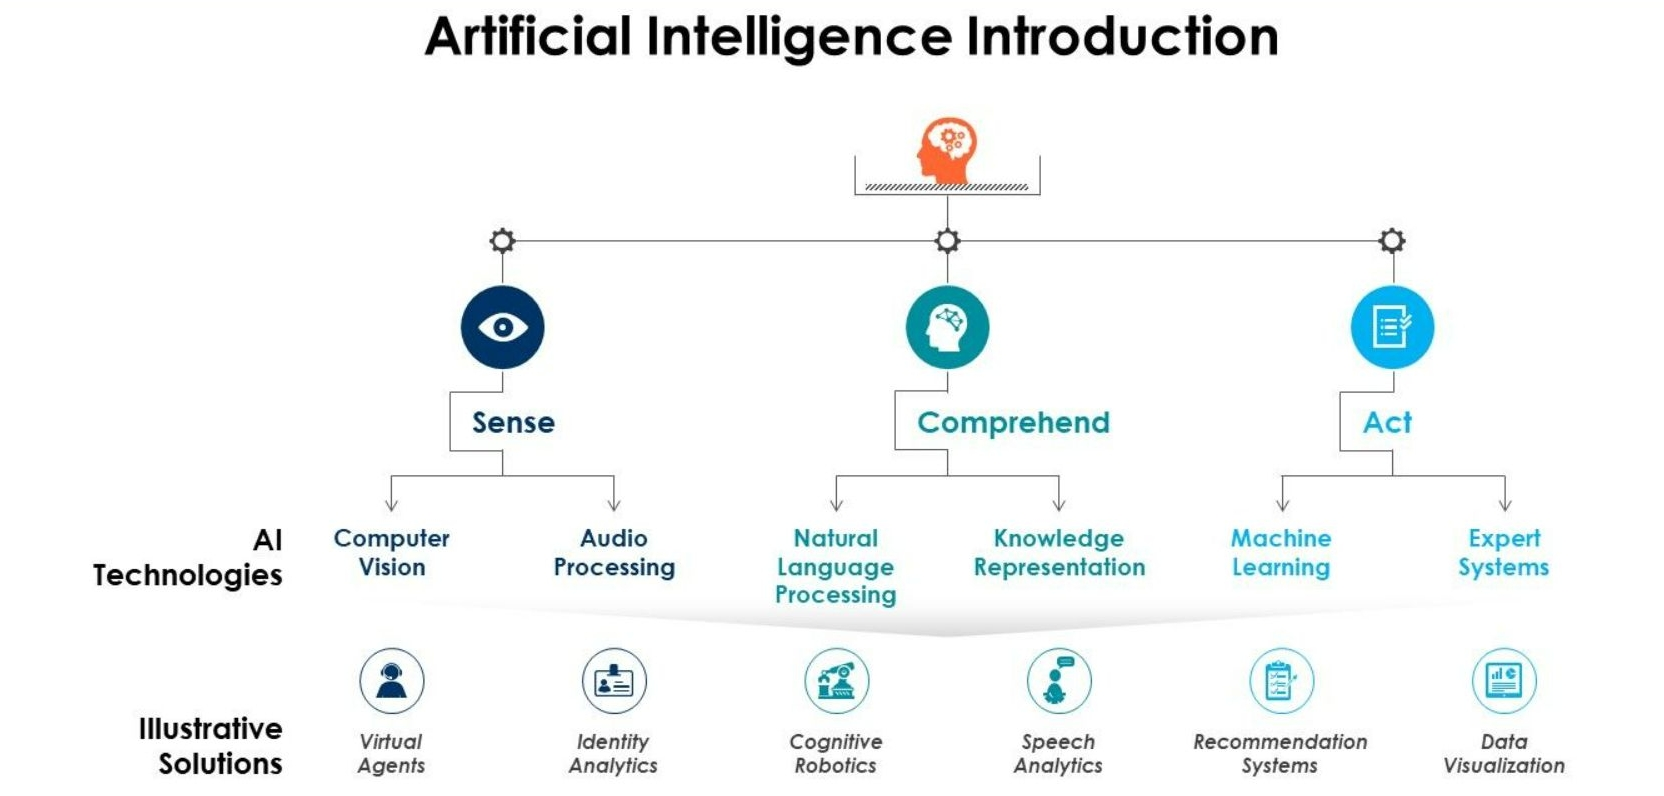 Artificial Intelligence Introduction
Sense
Comprehend
Act
AI
Technologies
Computer
Vision
Audio
Processing
Natural
Language
Processing
Knowledge
Representation
Machine
Learning
Expert
Systems
Illustrative
Solutions
Virtual
Agents
Identity
Analytics
Cognitive
Robotics
Speech
Analytics
Recommendation
Systems
Data
Visualization